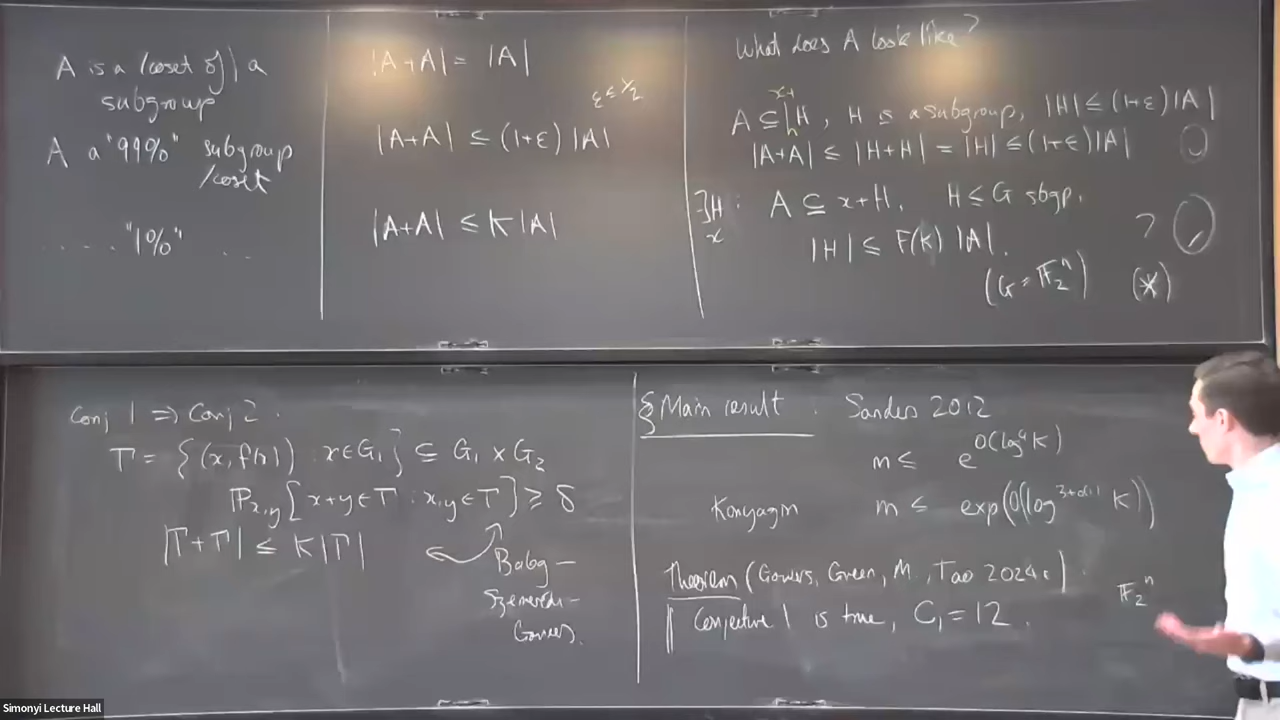 A is a (coset of) a
subgroup
A a "99%" subgroup
/coset
..... "1%" ..
|A+A| = |A|
ε ≤ 1/2
|A+A| ≤ (1+ε) |A|
|A+A| ≤ K|A|
What does A look like?
x+
A ⊆ H, H is a subgroup, |H| ≤ (1+ε)|A|
|A+A| ≤ |H+H| = |H| ≤ (1+ε)|A|
∃H : A ⊆ x+H, H ≤ G sbgp.
x
|H| ≤ F(K) |A|. ?
(G = 𝔽₂ⁿ) (*)
Conj 1 ⇒ Conj 2.
Γ = {(x, f(x)) : x∈G₁} ⊆ G₁ × G₂
ℙx,y [x+y∈Γ : x,y∈Γ] ≥ δ
|Γ+Γ| ≤ K|Γ|
Balog–
Szemerédi–
Gowers.
§ Main result. Sanders 2012
m ≤ e^{O(log⁴ K)}
Konyagin m ≤ exp(O(log^{3+o(1)} K))
Theorem (Gowers, Green, M., Tao 2024)
Conjecture 1 is true, C₁ = 12.
𝔽₂ⁿ
Simonyi Lecture Hall